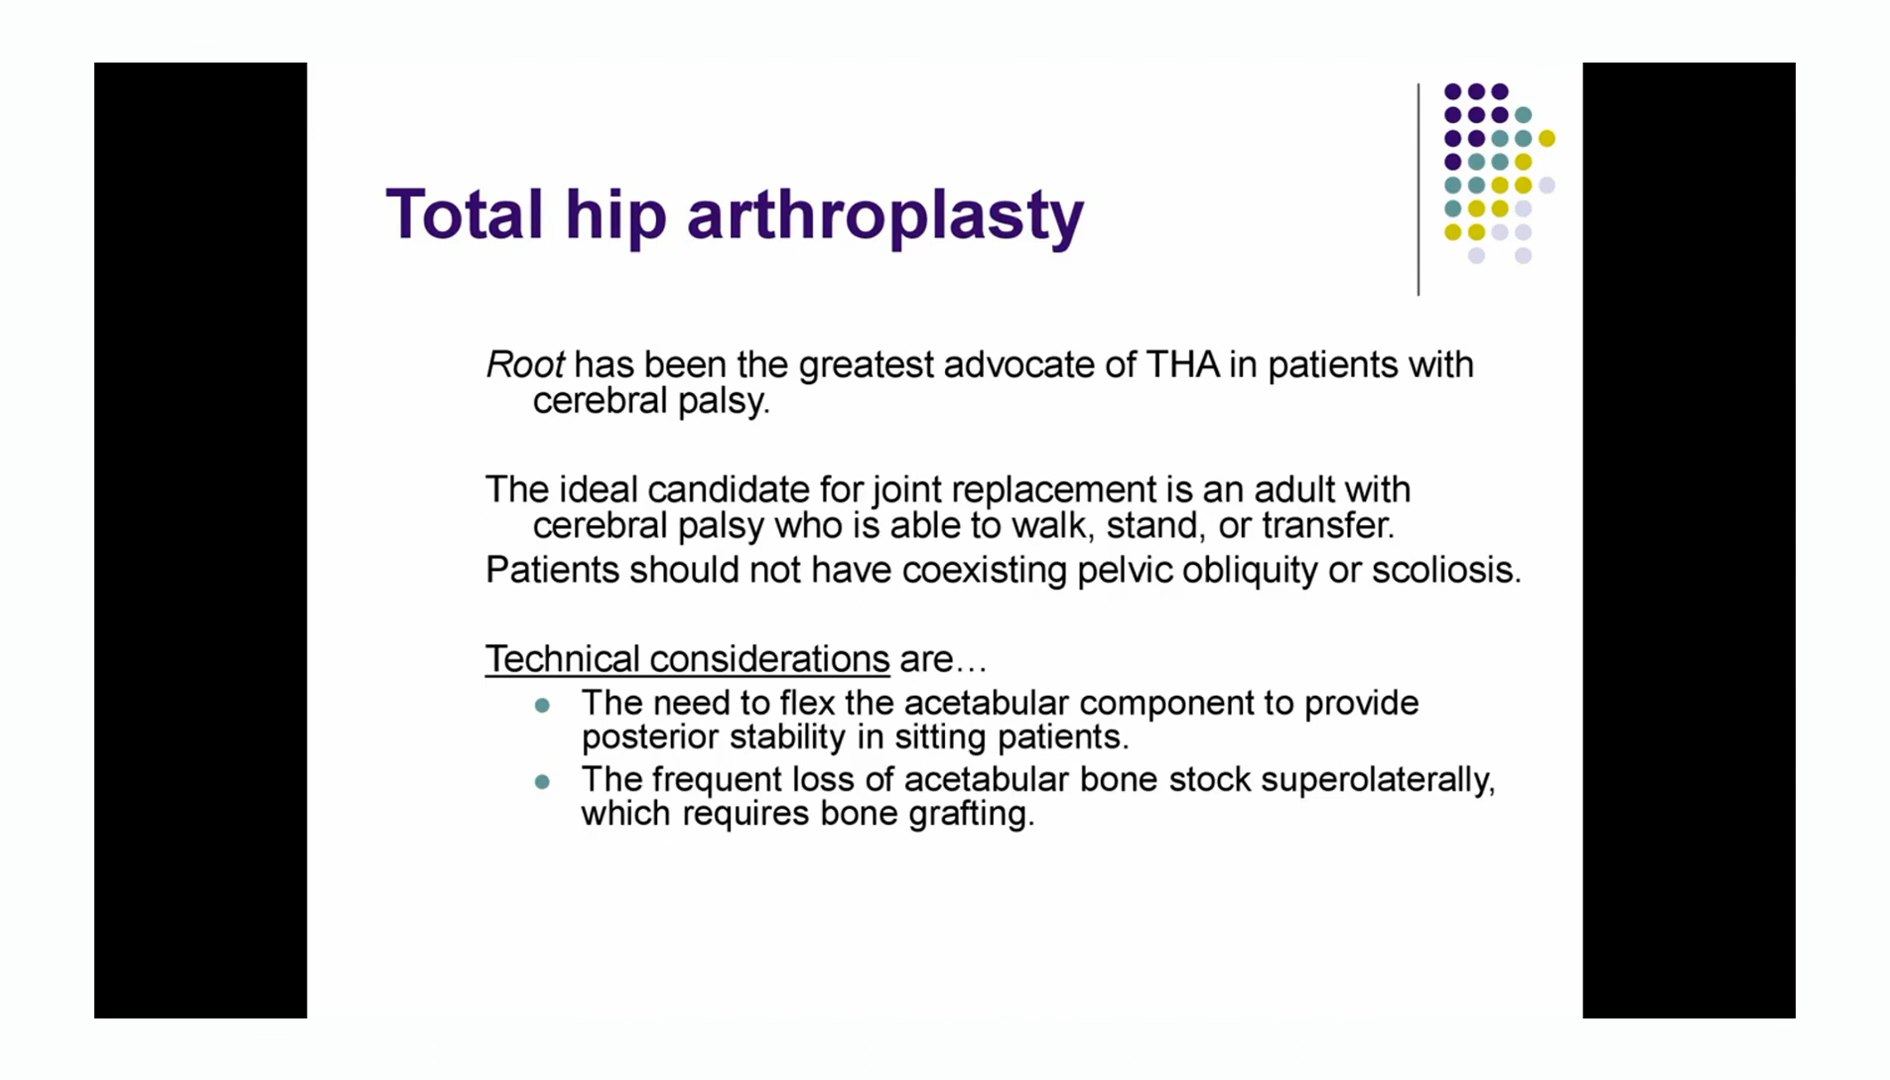 Total hip arthroplasty
Root has been the greatest advocate of THA in patients with
cerebral palsy.
The ideal candidate for joint replacement is an adult with
cerebral palsy who is able to walk, stand, or transfer.
Patients should not have coexisting pelvic obliquity or scoliosis.
Technical considerations are…
● The need to flex the acetabular component to provide
posterior stability in sitting patients.
● The frequent loss of acetabular bone stock superolaterally,
which requires bone grafting.